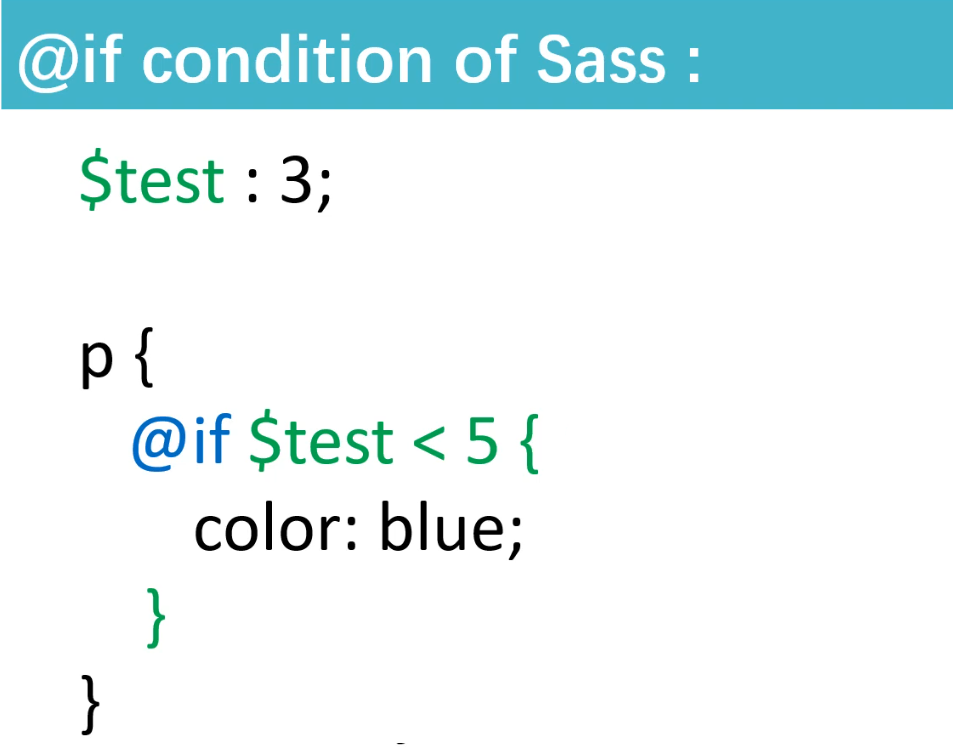 @if condition of Sass :
$test : 3;
p {
@if $test < 5 {
color: blue;
}
}